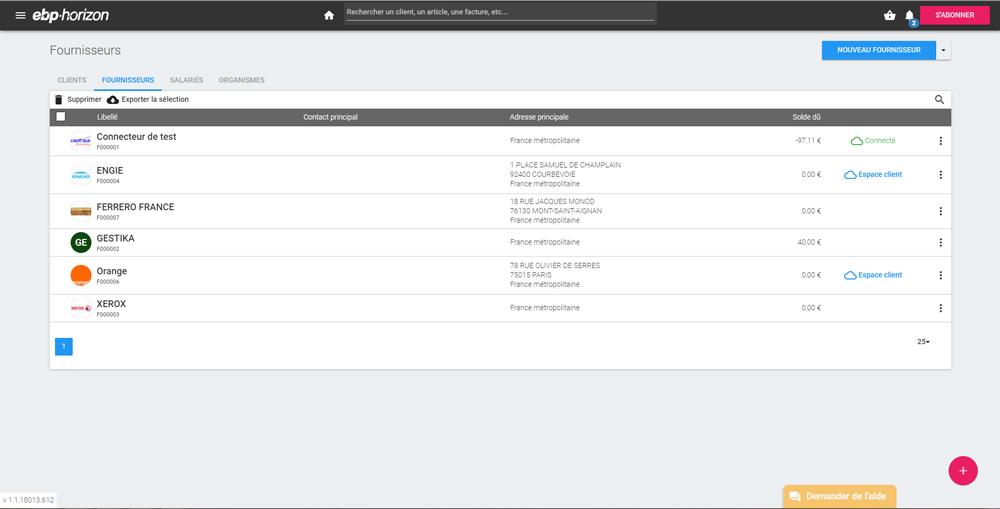 ebp·horizon
Rechercher un client, un article, une facture, etc...
2
S'ABONNER
Fournisseurs
NOUVEAU FOURNISSEUR
CLIENTS FOURNISSEURS SALARIÉS ORGANISMES
Supprimer Exporter la sélection
Libellé Contact principal Adresse principale Solde dû
Connecteur de test
F000001
France métropolitaine
-97,11 €
Connecté
ENGIE
F000004
1 PLACE SAMUEL DE CHAMPLAIN
92400 COURBEVOIE
France métropolitaine
0,00 €
Espace client
FERRERO FRANCE
F000007
18 RUE JACQUES MONOD
76130 MONT-SAINT-AIGNAN
France métropolitaine
0,00 €
GE
GESTIKA
F000002
France métropolitaine
40,00 €
Orange
F000006
78 RUE OLIVIER DE SERRES
75015 PARIS
France métropolitaine
0,00 €
Espace client
XEROX
F000003
France métropolitaine
0,00 €
1
25
+
v 1.1.18013.612
Demander de l'aide